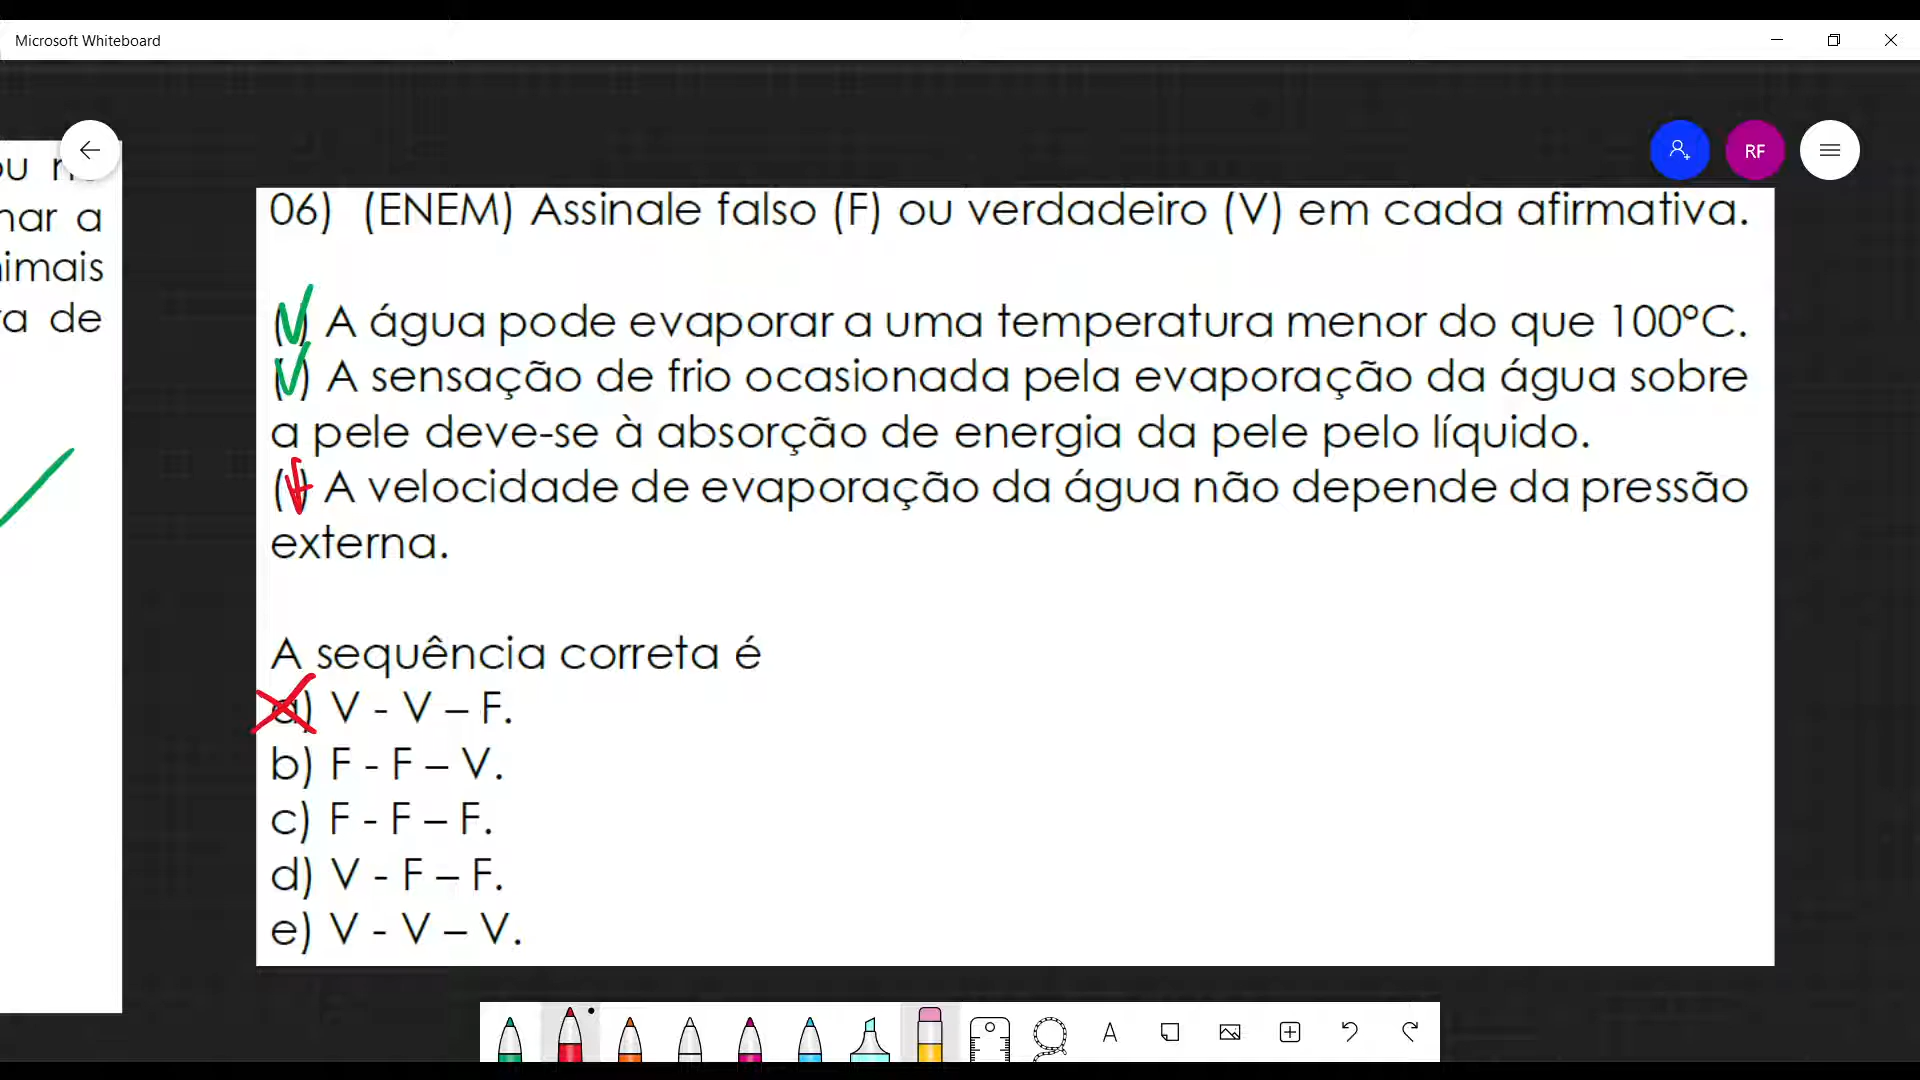 Microsoft Whiteboard
RF
ou
nar a
imais
a de
06) (ENEM) Assinale falso (F) ou verdadeiro (V) em cada afirmativa.
(V) A água pode evaporar a uma temperatura menor do que 100°C.
(V) A sensação de frio ocasionada pela evaporação da água sobre
a pele deve-se à absorção de energia da pele pelo líquido.
(F) A velocidade de evaporação da água não depende da pressão
externa.
A sequência correta é
a) V - V – F.
b) F - F – V.
c) F - F – F.
d) V - F – F.
e) V - V – V.